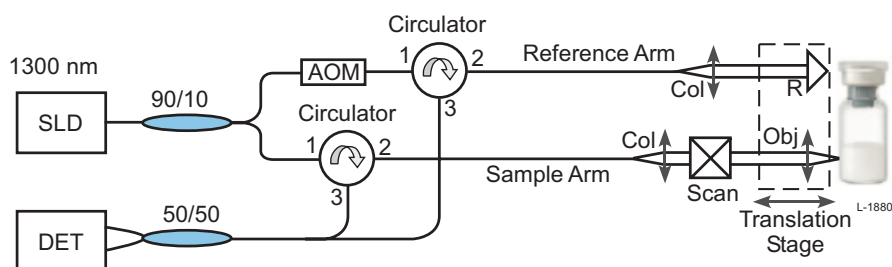 Circulator
1300 nm
SLD
90/10
AOM
1
2
3
Reference Arm
Col
R
Circulator
1
2
3
Sample Arm
Col
Scan
Obj
50/50
DET
Translation
Stage
L-1880